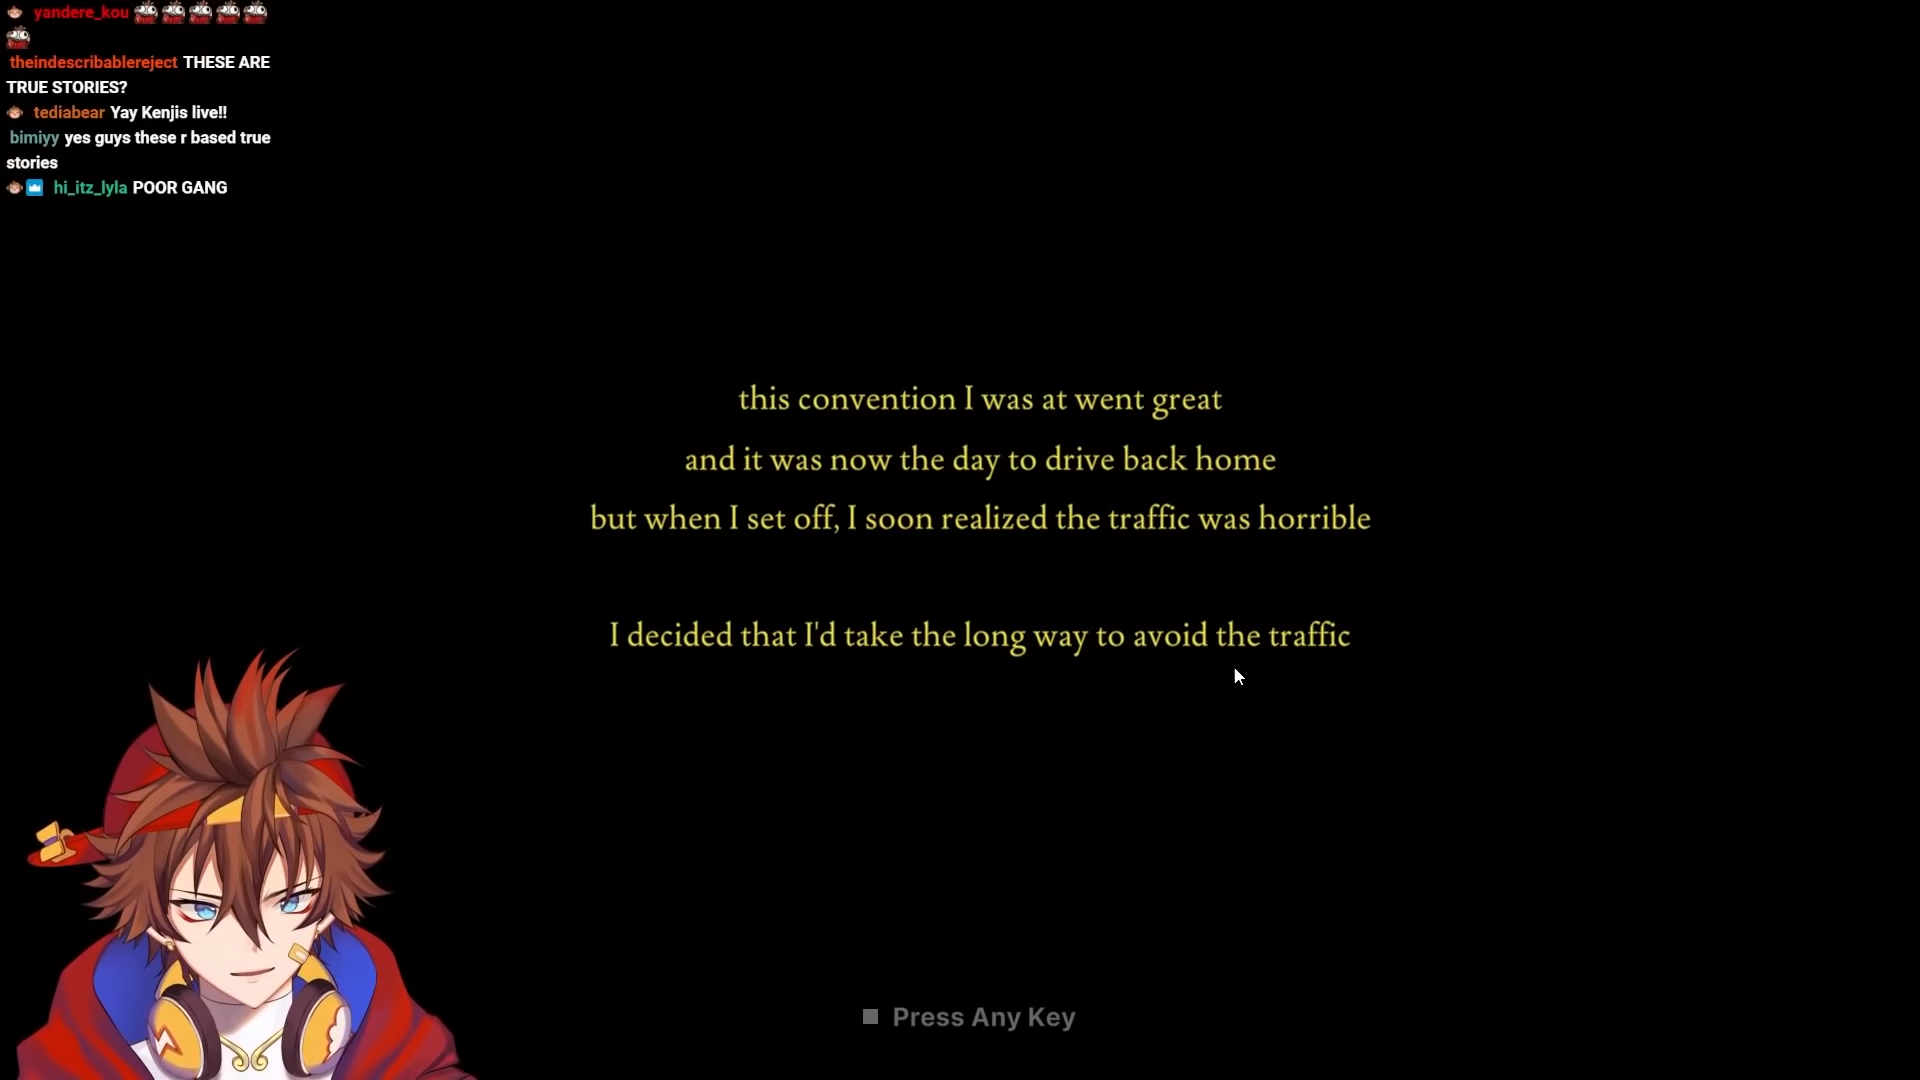 yandere_kou
theindescribablereject THESE ARE
TRUE STORIES?
tediabear Yay Kenjis live!!
bimiyy yes guys these r based true
stories
hi_itz_lyla POOR GANG
this convention I was at went great
and it was now the day to drive back home
but when I set off, I soon realized the traffic was horrible
I decided that I'd take the long way to avoid the traffic
Press Any Key